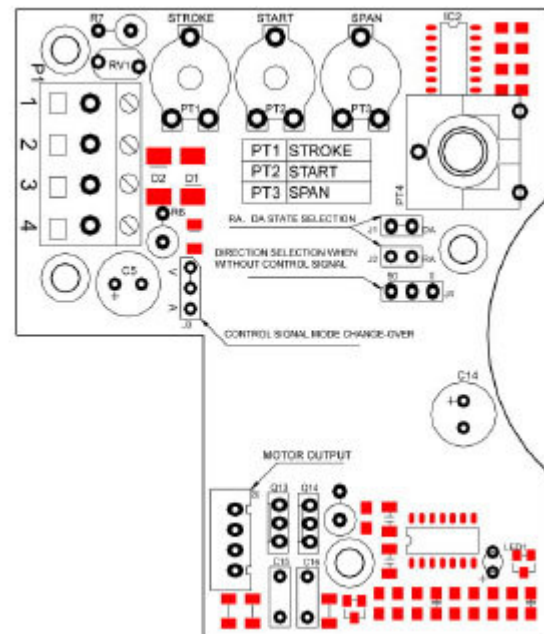 R7
STROKE
START
SPAN
IC2
RV1
P1
1
2
3
4
PT1
PT2
PT3
PT1 STROKE
PT2 START
PT3 SPAN
PT4
D2
D1
R6
RA. DA STATE SELECTION
J1
DA
J2
RA
DIRECTION SELECTION WHEN
WITHOUT CONTROL SIGNAL
C5
+
V
A
CONTROL SIGNAL MODE CHANGE-OVER
C14
+
MOTOR OUTPUT
Q13
Q14
C15
C16
LED1
+